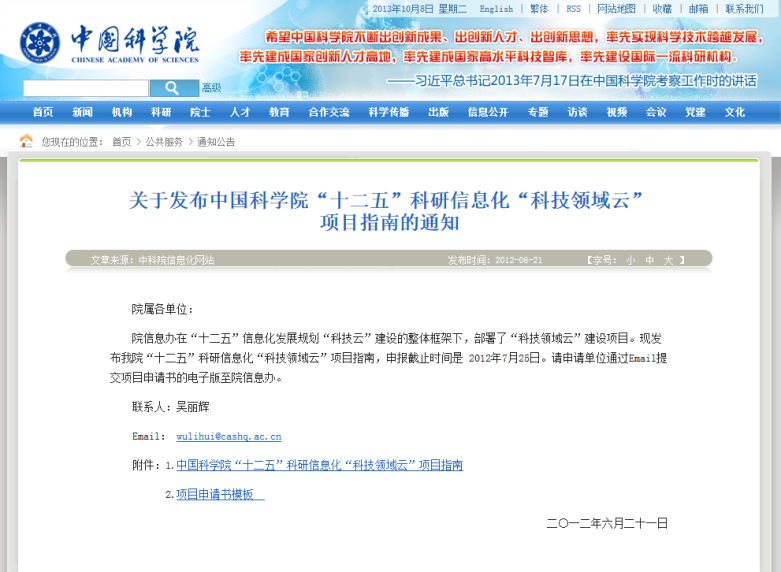 2013年10月8日 星期二 English | 繁体 | RSS | 网站地图 | 收藏 | 邮箱 | 联系我们
中国科学院
CHINESE ACADEMY OF SCIENCES
希望中国科学院不断出创新成果、出创新人才、出创新思想，率先实现科学技术跨越发展，
率先建成国家创新人才高地，率先建成国家高水平科技智库，率先建设国际一流科研机构。
——习近平总书记2013年7月17日在中国科学院考察工作时的讲话
高级
首页 新闻 机构 科研 院士 人才 教育 合作交流 科学传播 出版 信息公开 专题 访谈 视频 会议 党建 文化
您现在的位置： 首页 > 公共服务 > 通知公告
关于发布中国科学院“十二五”科研信息化“科技领域云”
项目指南的通知
文章来源：中科院信息化网站 发布时间：2012-06-21 【字号： 小 中 大 】
院属各单位：
院信息办在“十二五”信息化发展规划“科技云”建设的整体框架下，部署了“科技领域云”建设项目。现发
布我院“十二五”科研信息化“科技领域云”项目指南，申报截止时间是 2012年7月25日。请申请单位通过Email提
交项目申请书的电子版至院信息办。
联系人：吴丽辉
Email： wulihui@cashq.ac.cn
附件：1.中国科学院“十二五”科研信息化“科技领域云”项目指南
2.项目申请书模板
二〇一二年六月二十一日